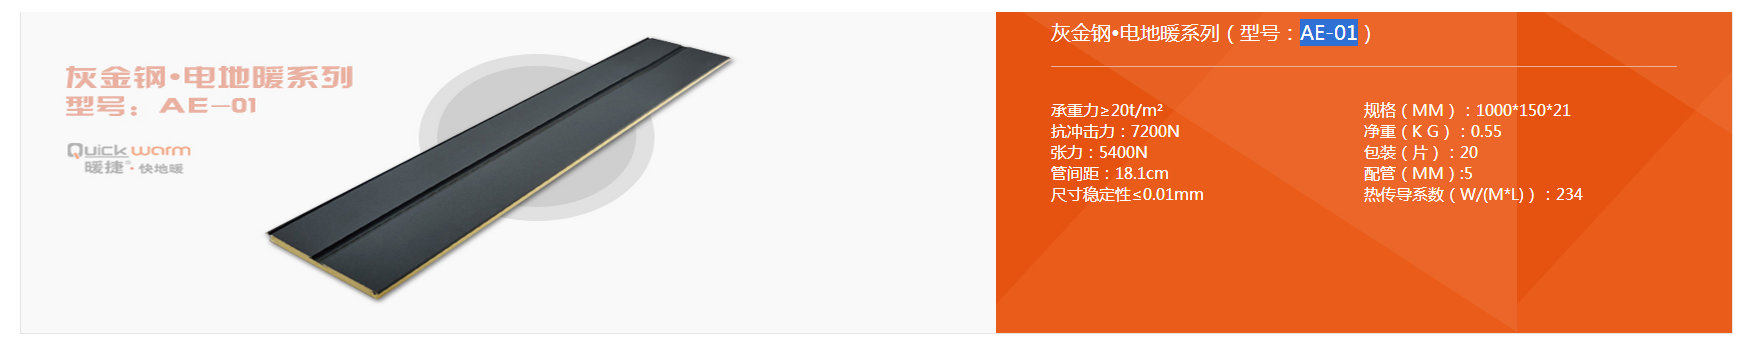 灰金钢•电地暖系列
型号：AE-01
Quick warm
暖捷®·快地暖
灰金钢•电地暖系列（型号：AE-01）
承重力≥20t/m²
抗冲击力：7200N
张力：5400N
管间距：18.1cm
尺寸稳定性≤0.01mm
规格（MM）：1000*150*21
净重（K G）：0.55
包装（片）：20
配管（MM）:5
热传导系数（W/(M*L)）：234